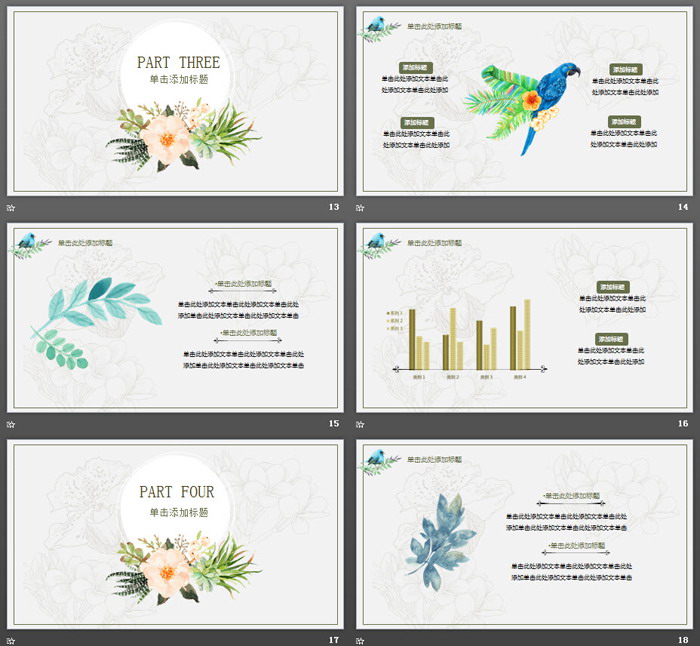 PART THREE
单击添加标题
13
单击此处添加标题
添加标题
单击此处添加文本单击此
处添加文本单击此处添加
添加标题
单击此处添加文本单击此
处添加文本单击此处添加
添加标题
单击此处添加文本单击此
处添加文本单击此处添加
添加标题
单击此处添加文本单击此
处添加文本单击此处添加
14
单击此处添加标题
•单击此处添加标题
单击此处添加文本单击此处添加文本单击此处
添加单击此处添加文本单击此处添加文本单击
•单击此处添加标题
单击此处添加文本单击此处添加文本单击此处
添加单击此处添加文本单击此处添加文本单击
15
单击此处添加标题
系列 1
系列 2
系列 3
类别 1
类别 2
类别 3
类别 4
添加标题
单击此处添加文本单击此
处添加文本单击此处添加
添加标题
单击此处添加文本单击此
处添加文本单击此处添加
16
PART FOUR
单击添加标题
17
单击此处添加标题
•单击此处添加标题
单击此处添加文本单击此处添加文本单击此处
添加单击此处添加文本单击此处添加文本单击
•单击此处添加标题
单击此处添加文本单击此处添加文本单击此处
添加单击此处添加文本单击此处添加文本单击
18